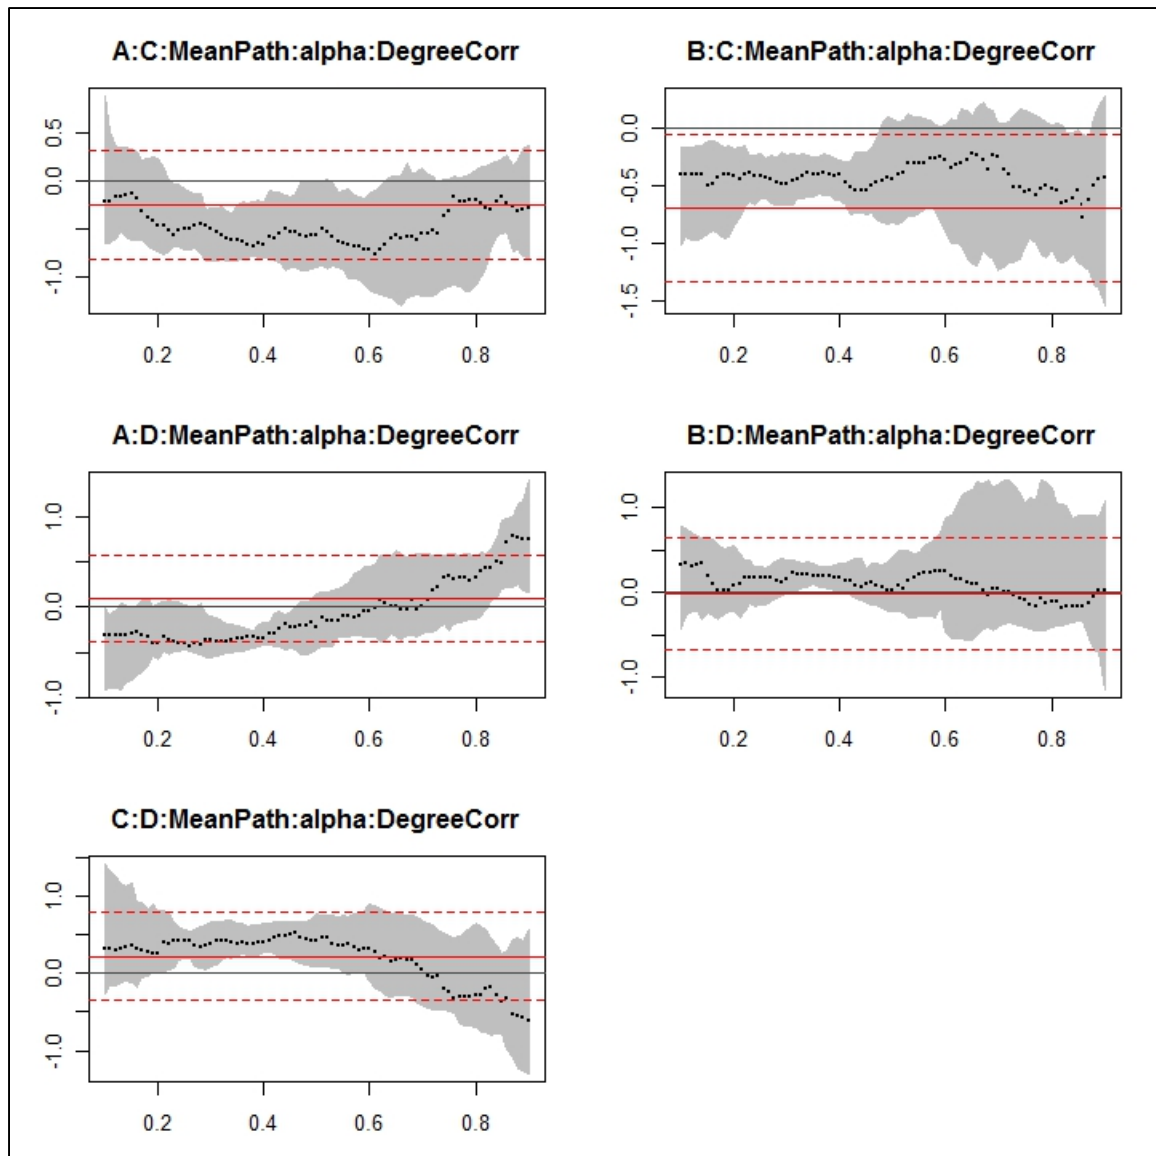 A:C:MeanPath:alpha:DegreeCorr
0.5
0.0
-1.0
0.2 0.4 0.6 0.8
B:C:MeanPath:alpha:DegreeCorr
0.0
-0.5
-1.0
-1.5
0.2 0.4 0.6 0.8
A:D:MeanPath:alpha:DegreeCorr
1.0
0.0
-1.0
0.2 0.4 0.6 0.8
B:D:MeanPath:alpha:DegreeCorr
1.0
0.0
-1.0
0.2 0.4 0.6 0.8
C:D:MeanPath:alpha:DegreeCorr
1.0
0.0
-1.0
0.2 0.4 0.6 0.8